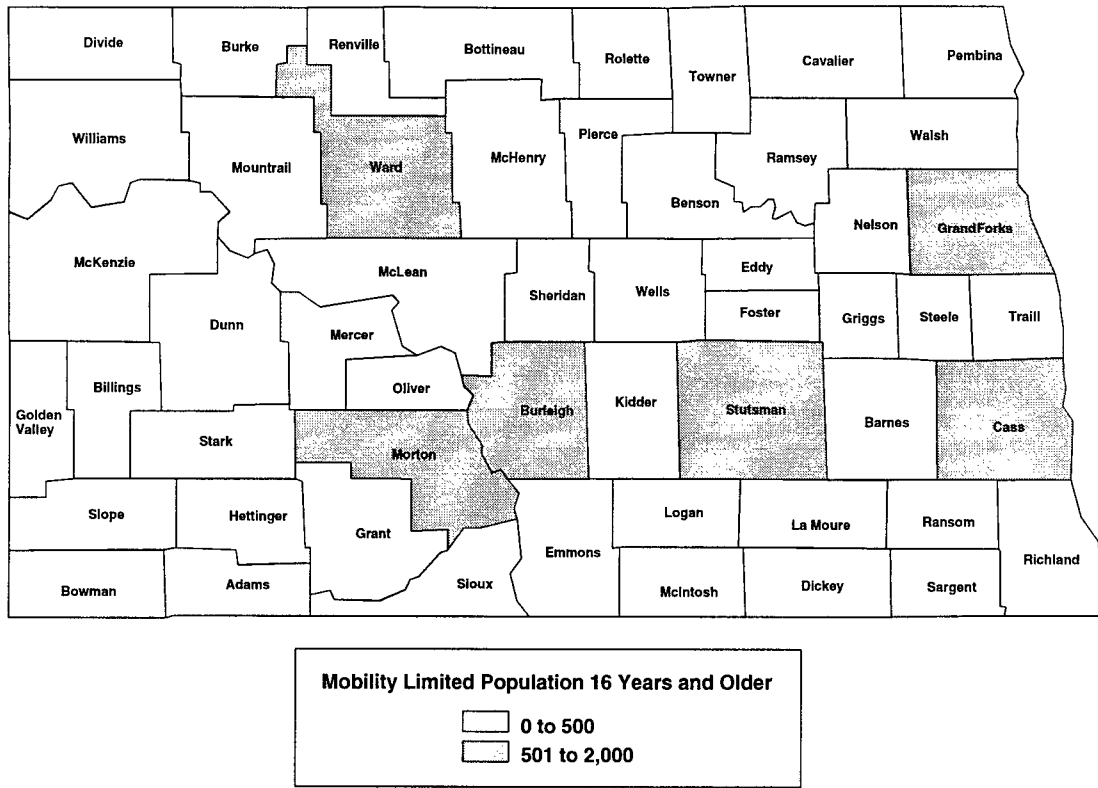 Divide
Burke
Renville
Bottineau
Rolette
Towner
Cavalier
Pembina
Williams
Mountrail
Ward
McHenry
Pierce
Ramsey
Walsh
Benson
Nelson
GrandForks
McKenzie
McLean
Sheridan
Wells
Eddy
Foster
Griggs
Steele
Traill
Dunn
Mercer
Oliver
Billings
Golden
Valley
Stark
Morton
Burleigh
Kidder
Stutsman
Barnes
Cass
Slope
Hettinger
Grant
Emmons
Logan
La Moure
Ransom
Richland
Bowman
Adams
Sioux
McIntosh
Dickey
Sargent
Mobility Limited Population 16 Years and Older
0 to 500
501 to 2,000